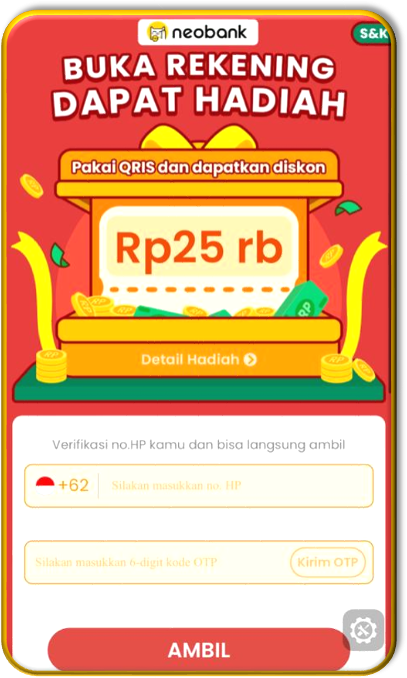 neobank
S&K
BUKA REKENING
DAPAT HADIAH
Pakai QRIS dan dapatkan diskon
Rp25 rb
Detail Hadiah
Verifikasi no.HP kamu dan bisa langsung ambil
+62 Silakan masukkan no. HP
Silakan masukkan 6-digit kode OTP Kirim OTP
AMBIL